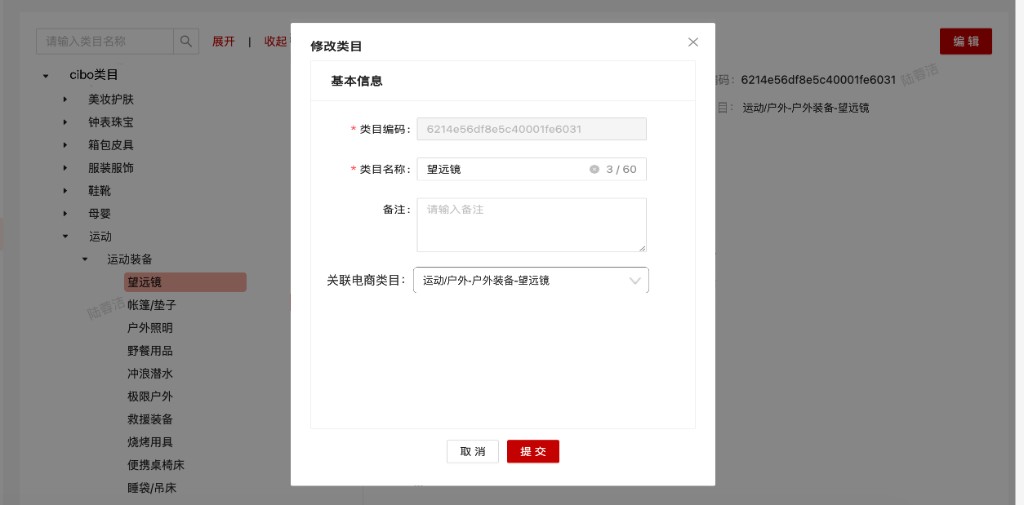 请输入类目名称
展开 | 收起
编辑
cibo类目
美妆护肤
钟表珠宝
箱包皮具
服装服饰
鞋靴
母婴
运动
运动装备
望远镜
帐篷/垫子
户外照明
野餐用品
冲浪潜水
极限户外
救援装备
烧烤用具
便携桌椅床
睡袋/吊床
修改类目
基本信息
* 类目编码: 6214e56df8e5c40001fe6031
* 类目名称: 望远镜 3 / 60
备注: 请输入备注
关联电商类目: 运动/户外-户外装备-望远镜
取消 提交
码: 6214e56df8e5c40001fe6031
目: 运动/户外-户外装备-望远镜